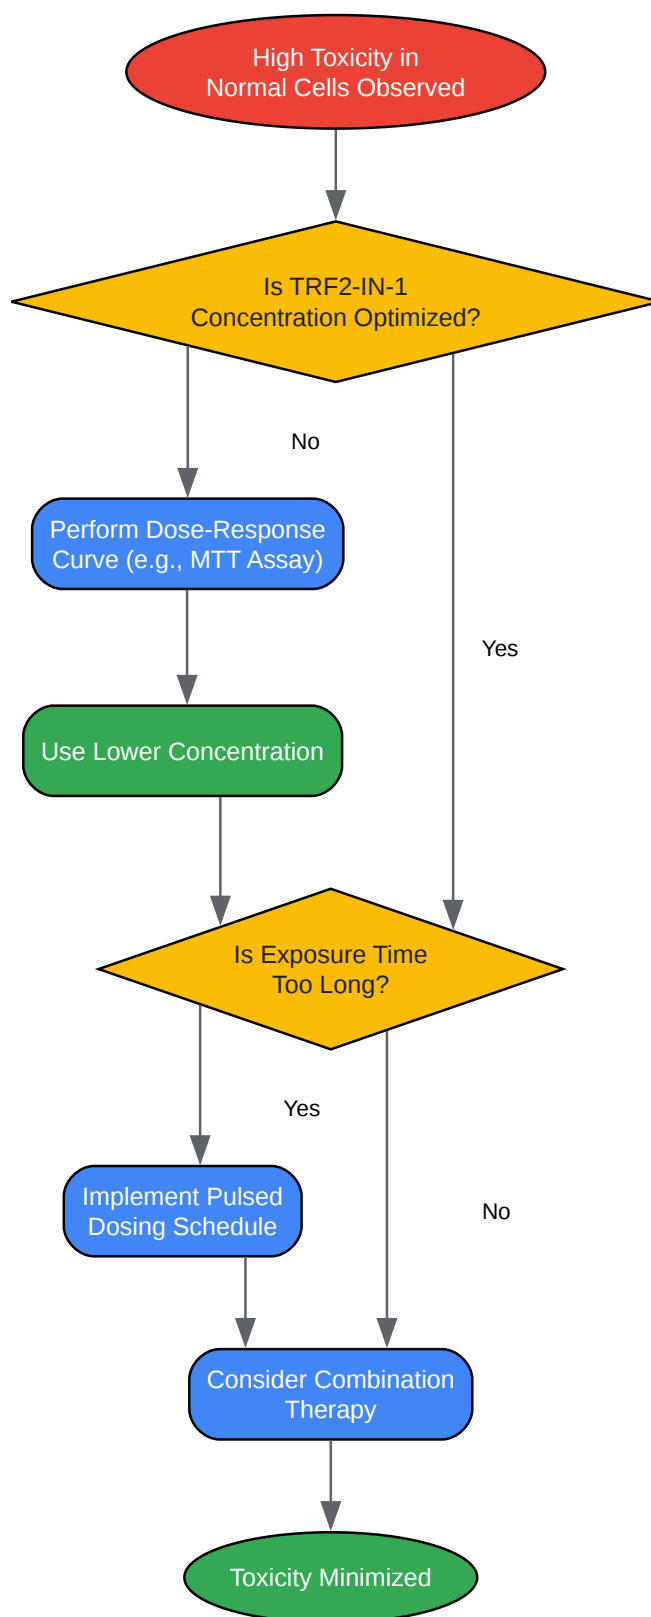 High Toxicity in
Normal Cells Observed
Is TRF2-IN-1
Concentration Optimized?
No
Perform Dose-Response
Curve (e.g., MTT Assay)
Yes
Use Lower Concentration
Is Exposure Time
Too Long?
Yes
Implement Pulsed
Dosing Schedule
No
Consider Combination
Therapy
Toxicity Minimized